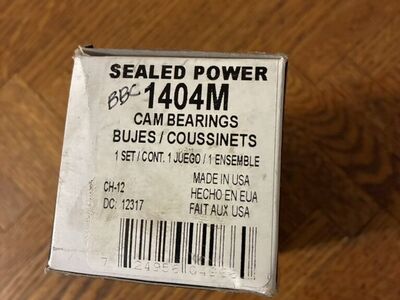 SEALED POWER
BBC 1404M
CAM BEARINGS
BUJES / COUSSINETS
1 SET / CONT. 1 JUEGO / 1 ENSEMBLE
CH-12 MADE IN USA
HECHO EN EUA
DC: 12317 FAIT AUX USA